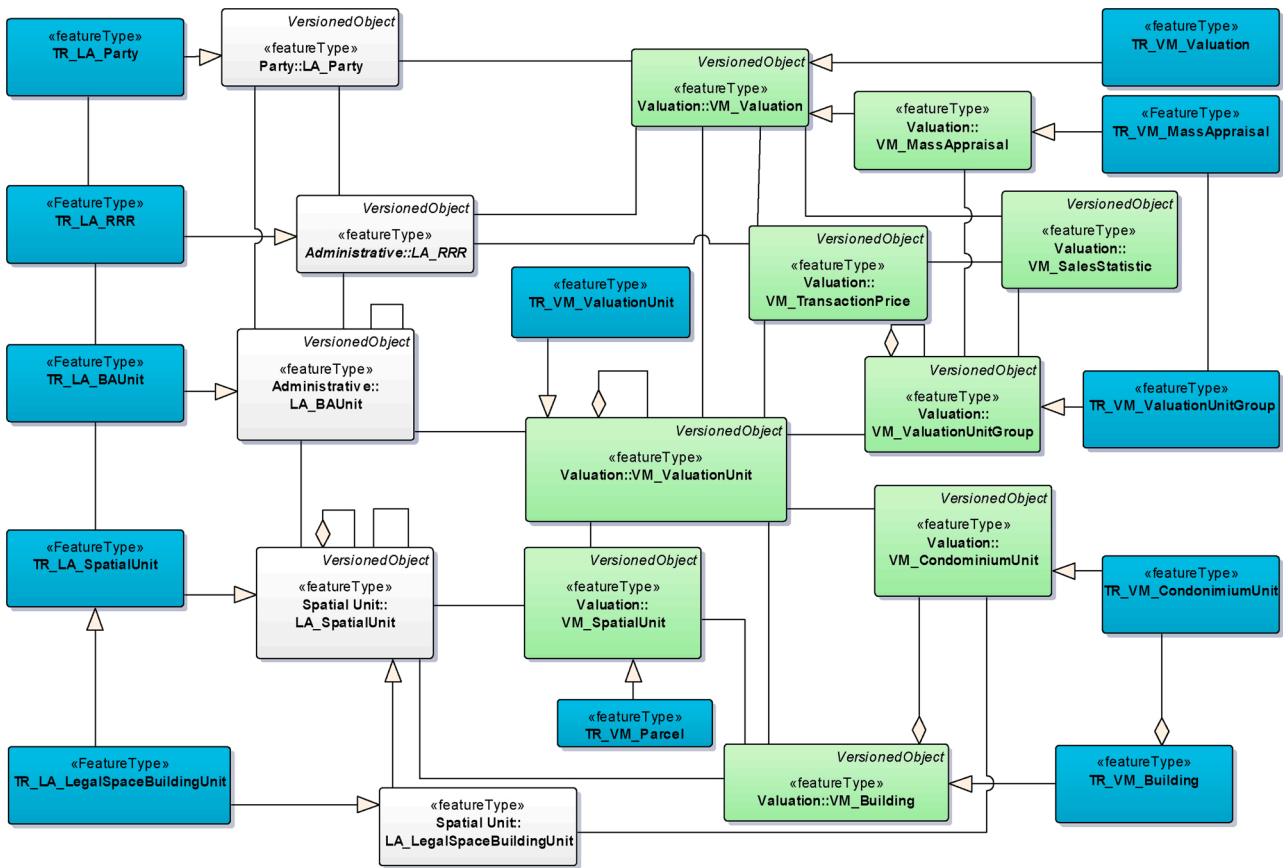 «featureType»
TR_LA_Party
VersionedObject
«featureType»
Party::LA_Party
VersionedObject
«featureType»
Valuation::VM_Valuation
«featureType»
TR_VM_Valuation
«featureType»
Valuation::
VM_MassAppraisal
«FeatureType»
TR_VM_MassAppraisal
«FeatureType»
TR_LA_RRR
VersionedObject
«featureType»
Administrative::LA_RRR
VersionedObject
«featureType»
Valuation::
VM_SalesStatistic
VersionedObject
«featureType»
Valuation::
VM_TransactionPrice
«featureType»
TR_VM_ValuationUnit
«FeatureType»
TR_LA_BAUnit
VersionedObject
«featureType»
Administrative::
LA_BAUnit
VersionedObject
«featureType»
Valuation::
VM_ValuationUnitGroup
«featureType»
TR_VM_ValuationUnitGroup
VersionedObject
«featureType»
Valuation::VM_ValuationUnit
«FeatureType»
TR_LA_SpatialUnit
VersionedObject
«featureType»
Spatial Unit::
LA_SpatialUnit
VersionedObject
«featureType»
Valuation::
VM_SpatialUnit
VersionedObject
«featureType»
Valuation::
VM_CondominiumUnit
«featureType»
TR_VM_CondonimiumUnit
«featureType»
TR_VM_Parcel
«FeatureType»
TR_LA_LegalSpaceBuildingUnit
«featureType»
Spatial Unit::
LA_LegalSpaceBuildingUnit
VersionedObject
«featureType»
Valuation::VM_Building
«featureType»
TR_VM_Building